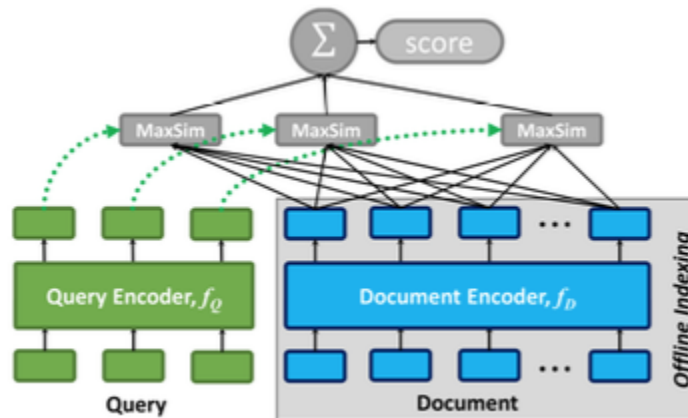 Σ score
MaxSim MaxSim MaxSim
Query Encoder, f_Q Document Encoder, f_D
Query Document
Offline Indexing